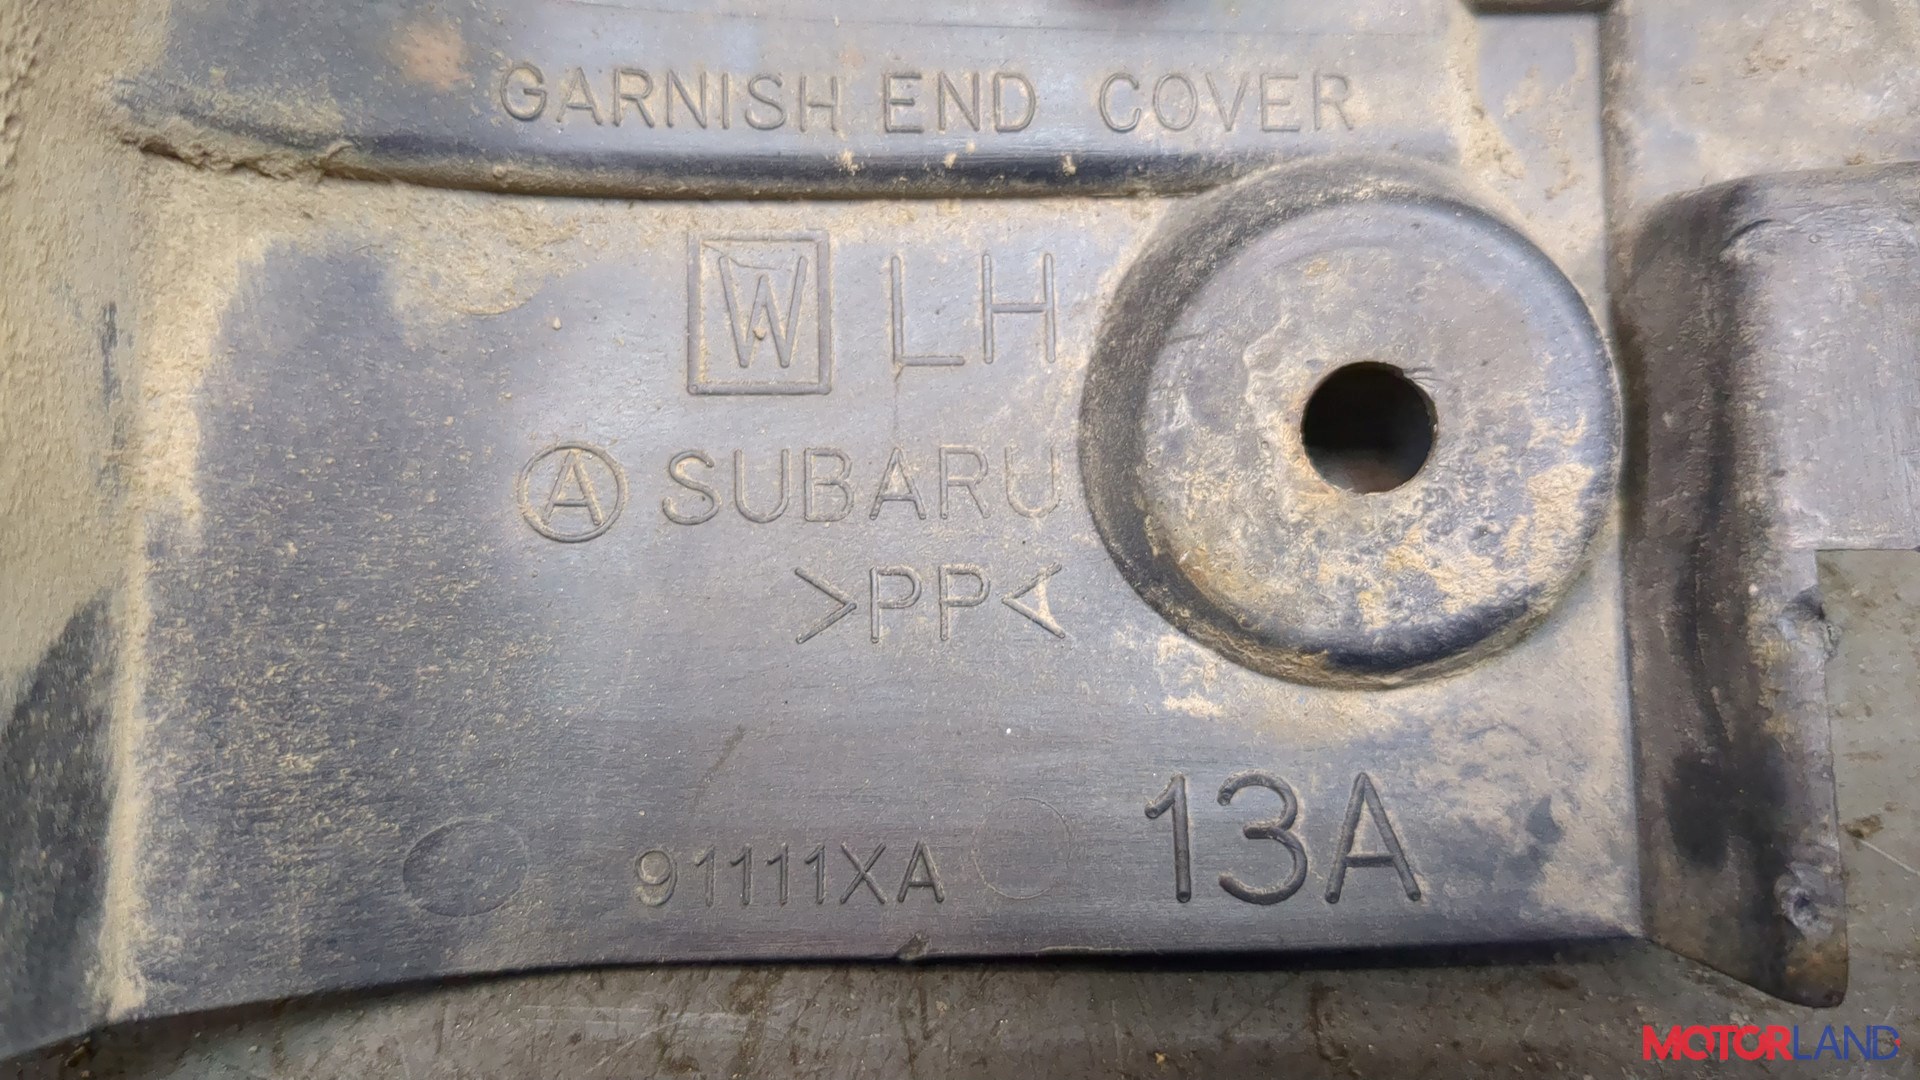 GARNISH END COVER
W LH
A SUBARU
>PP<
91111XA 13A
MOTORLAND